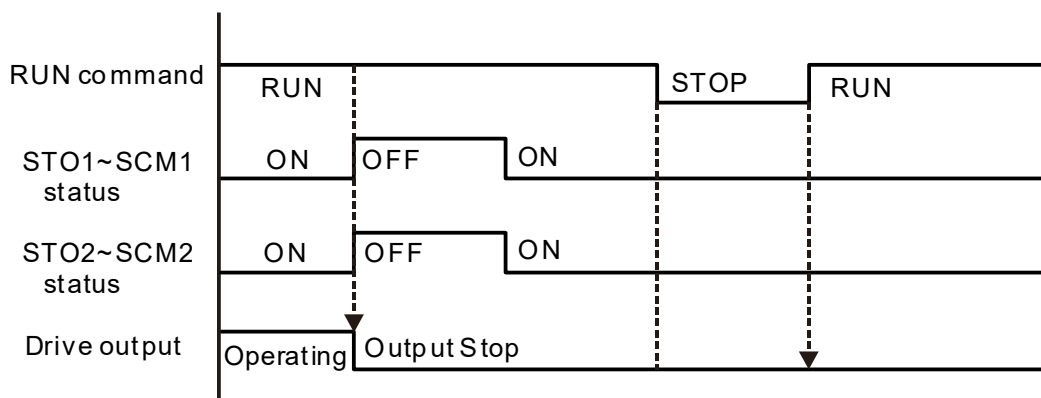 RUN command
RUN
STOP
RUN
STO1~SCM1
status
ON
OFF
ON
STO2~SCM2
status
ON
OFF
ON
Drive output
Operating
Output Stop